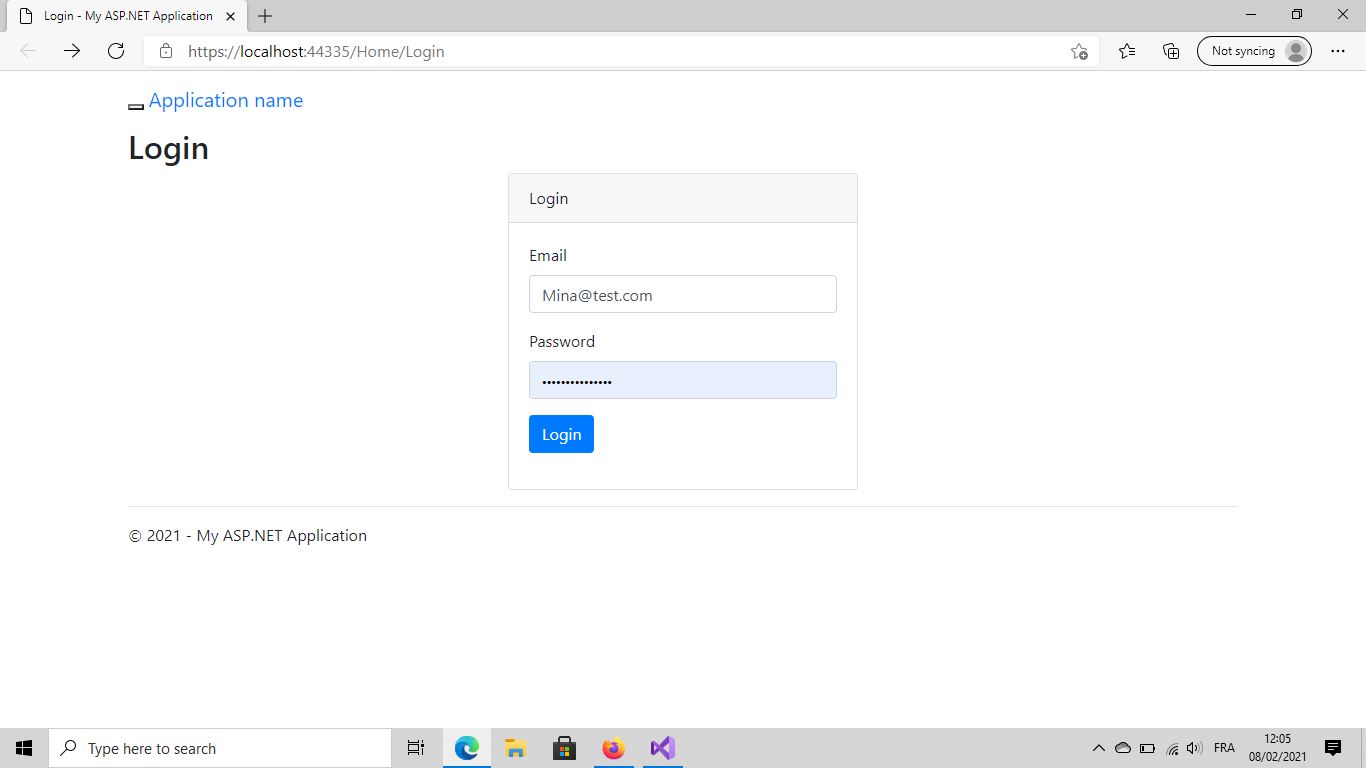 Login - My ASP.NET Application
https://localhost:44335/Home/Login
Not syncing
Application name
Login
Login
Email
Mina@test.com
Password
•••••••••••••••
Login
© 2021 - My ASP.NET Application
Type here to search
FRA
12:05
08/02/2021